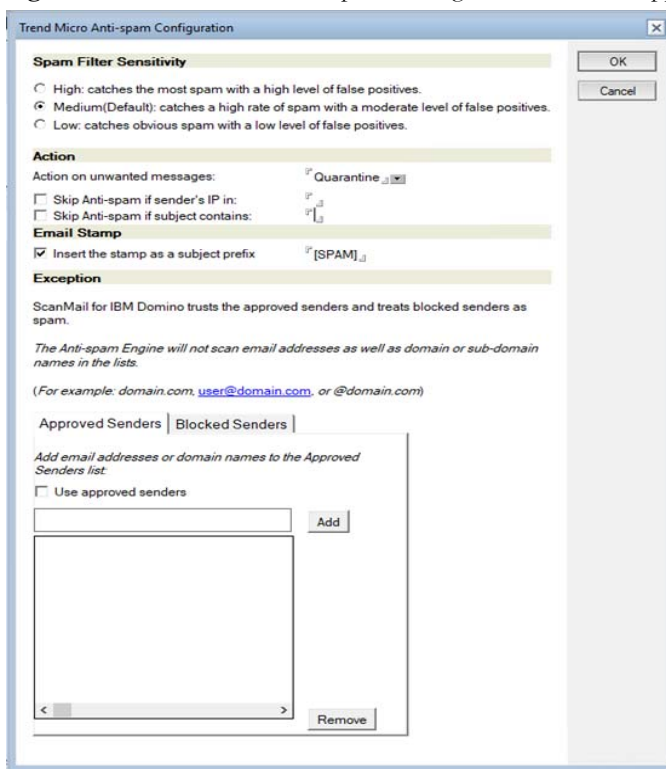 Trend Micro Anti-spam Configuration
Spam Filter Sensitivity
OK
High: catches the most spam with a high level of false positives.
Cancel
Medium(Default): catches a high rate of spam with a moderate level of false positives.
Low: catches obvious spam with a low level of false positives.
Action
Action on unwanted messages: Quarantine
Skip Anti-spam if sender's IP in:
Skip Anti-spam if subject contains:
Email Stamp
Insert the stamp as a subject prefix [SPAM]
Exception
ScanMail for IBM Domino trusts the approved senders and treats blocked senders as
spam.
The Anti-spam Engine will not scan email addresses as well as domain or sub-domain
names in the lists.
(For example: domain.com, user@domain.com, or @domain.com)
Approved Senders Blocked Senders
Add email addresses or domain names to the Approved
Senders list:
Use approved senders
Add
Remove